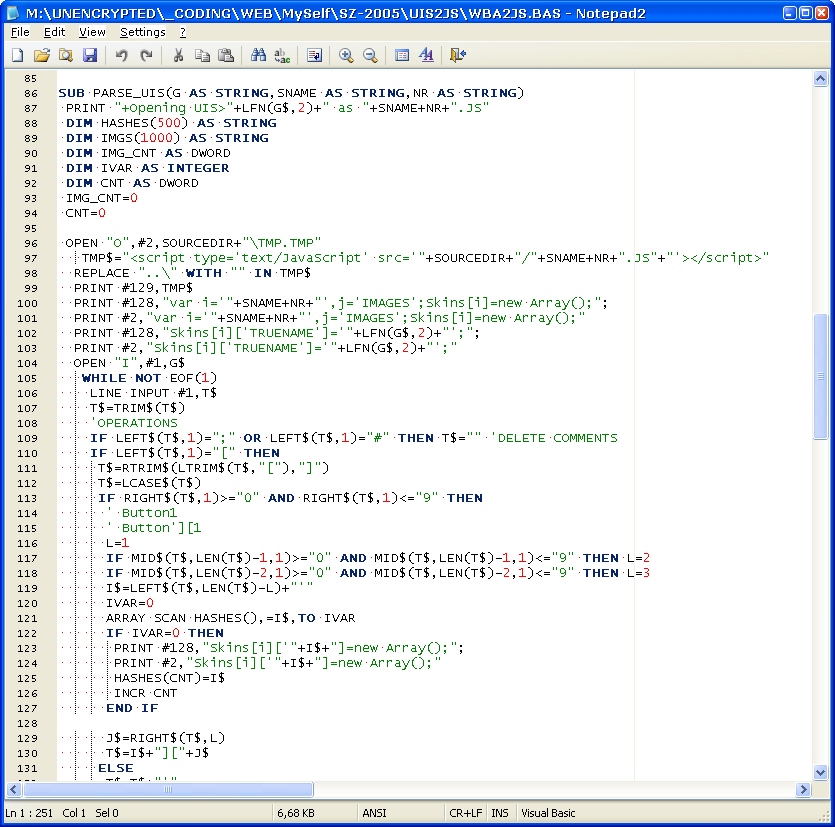 M:\UNENCRYPTED\_CODING\WEB\MySelf\SZ-2005\UIS2JS\WBA2JS.BAS - Notepad2
File Edit View Settings ?
85
86 SUB PARSE_UIS(G AS STRING,SNAME AS STRING,NR AS STRING)
87 PRINT "+Opening UIS>"+LFN(G$,2)+" as "+SNAME+NR+".JS"
88 DIM HASHES(500) AS STRING
89 DIM IMGS(1000) AS STRING
90 DIM IMG_CNT AS DWORD
91 DIM IVAR AS INTEGER
92 DIM CNT AS DWORD
93 IMG_CNT=0
94 CNT=0
95
96 OPEN "O",#2,SOURCEDIR+"\TMP.TMP"
97 TMP$="<script type='text/JavaScript' src='"+SOURCEDIR+"/"+SNAME+NR+".JS"+"'></script>"
98 REPLACE "..\" WITH "" IN TMP$
99 PRINT #129,TMP$
100 PRINT #128,"var i='"+SNAME+NR+"',j='IMAGES';Skins[i]=new Array();";
101 PRINT #2,"var i='"+SNAME+NR+"',j='IMAGES';Skins[i]=new Array();"
102 PRINT #128,"Skins[i]['TRUENAME']='"+LFN(G$,2)+"';";
103 PRINT #2,"Skins[i]['TRUENAME']='"+LFN(G$,2)+"';"
104 OPEN "I",#1,G$
105 WHILE NOT EOF(1)
106 LINE INPUT #1,T$
107 T$=TRIM$(T$)
108 'OPERATIONS
109 IF LEFT$(T$,1)=";" OR LEFT$(T$,1)="#" THEN T$="" 'DELETE COMMENTS
110 IF LEFT$(T$,1)="[" THEN
111 T$=RTRIM$(LTRIM$(T$,"["),"]")
112 T$=LCASE$(T$)
113 IF RIGHT$(T$,1)>="0" AND RIGHT$(T$,1)<="9" THEN
114 ' Button1
115 ' Button'][1
116 L=1
117 IF MID$(T$,LEN(T$)-1,1)>="0" AND MID$(T$,LEN(T$)-1,1)<="9" THEN L=2
118 IF MID$(T$,LEN(T$)-2,1)>="0" AND MID$(T$,LEN(T$)-2,1)<="9" THEN L=3
119 I$=LEFT$(T$,LEN(T$)-L)+"'"
120 IVAR=0
121 ARRAY SCAN HASHES(),=I$,TO IVAR
122 IF IVAR=0 THEN
123 PRINT #128,"Skins[i]['"+I$+"]=new Array();";
124 PRINT #2,"Skins[i]['"+I$+"]=new Array();"
125 HASHES(CNT)=I$
126 INCR CNT
127 END IF
128
129 J$=RIGHT$(T$,L)
130 T$=I$+"]["+J$
131 ELSE
Ln 1 : 251 Col 1 Sel 0 6,68 KB ANSI CR+LF INS Visual Basic